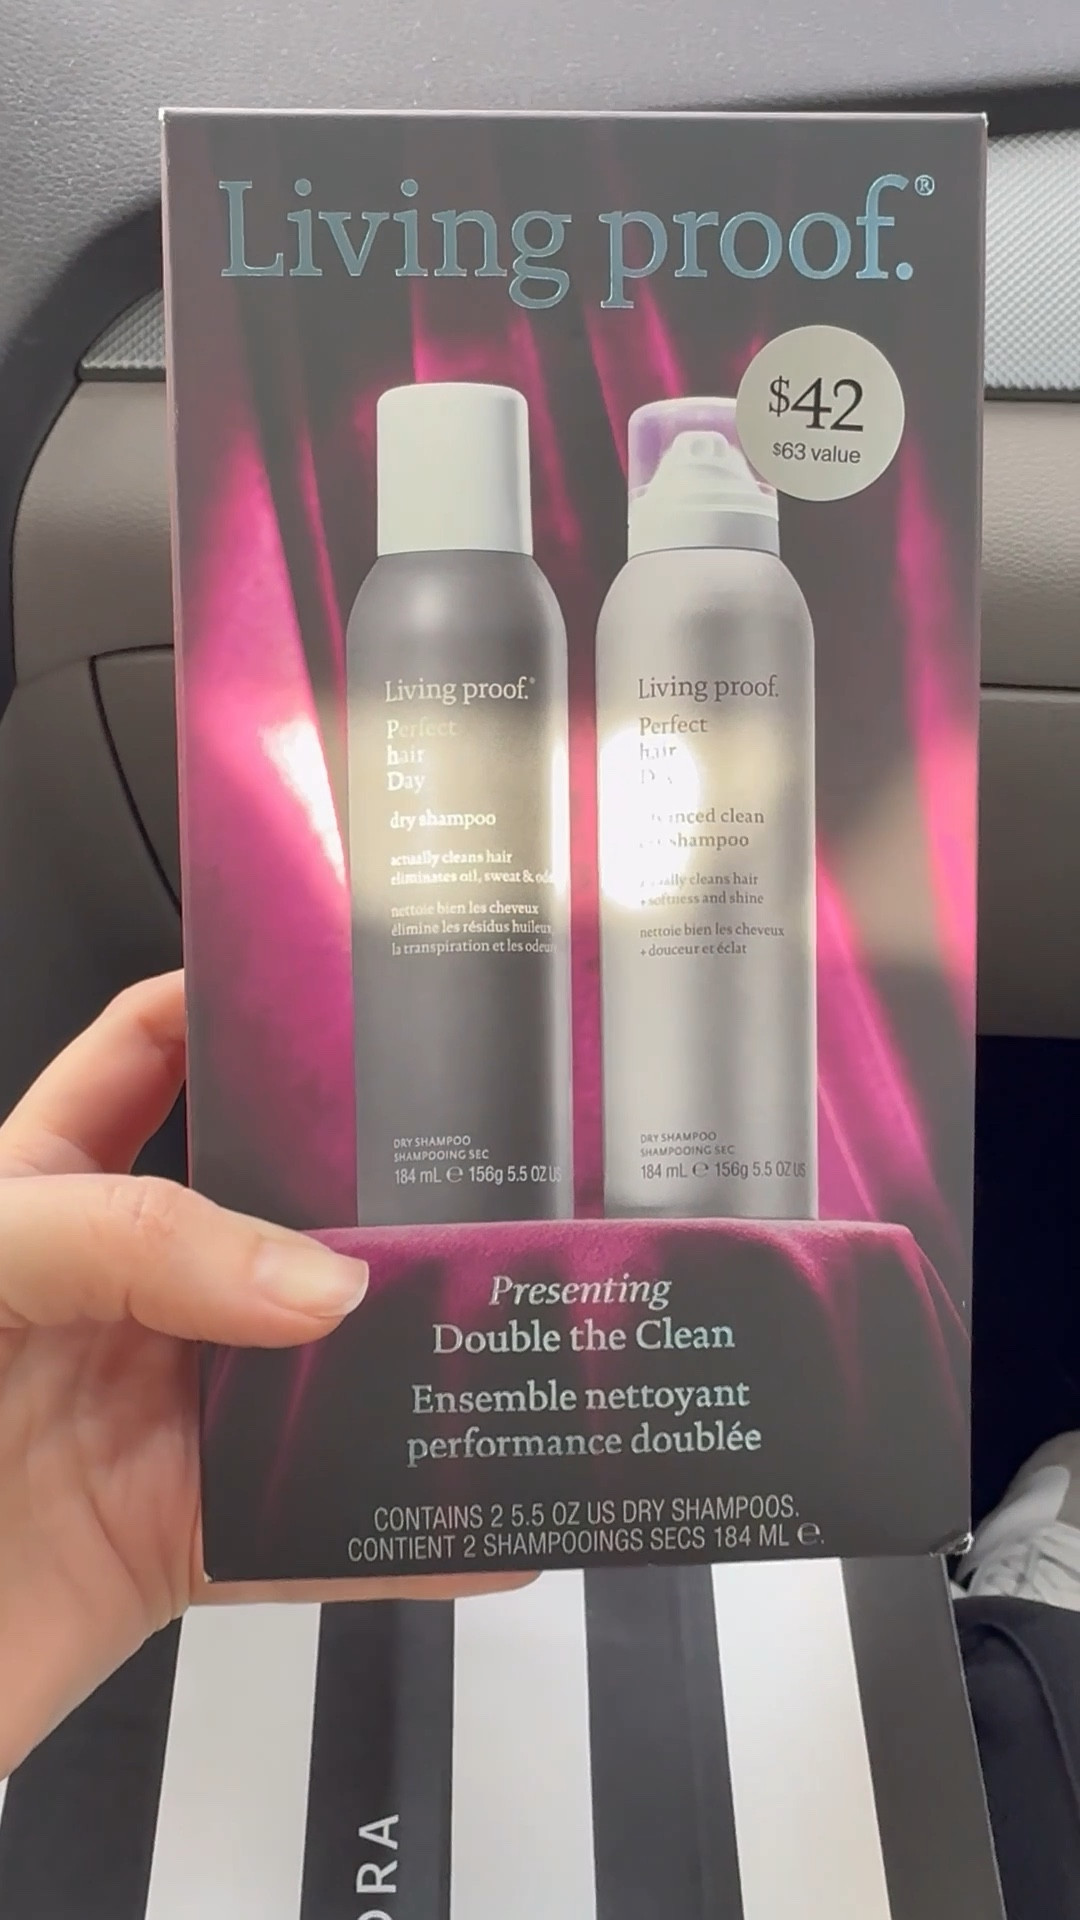 Living proof.®
$42
$63 value
Living proof.®
Perfect
hair
Day
dry shampoo
actually cleans hair
eliminates oil, sweat &
nettoie bien les cheveux
élimine les résidus huileux
la transpiration et les
DRY SHAMPOO
SHAMPOOING SEC
184 mL ℮ 156g 5.5 OZ US
Living proof.
Perfect
hair
clean
shampoo
cleans hair
+ softness and shine
nettoie bien les cheveux
+ douceur et éclat
DRY SHAMPOO
SHAMPOOING SEC
184 mL ℮ 156g 5.5 OZ US
Presenting
Double the Clean
Ensemble nettoyant
performance doublée
CONTAINS 2 5.5 OZ US DRY SHAMPOOS.
CONTIENT 2 SHAMPOOINGS SECS 184 ML ℮.
ORA